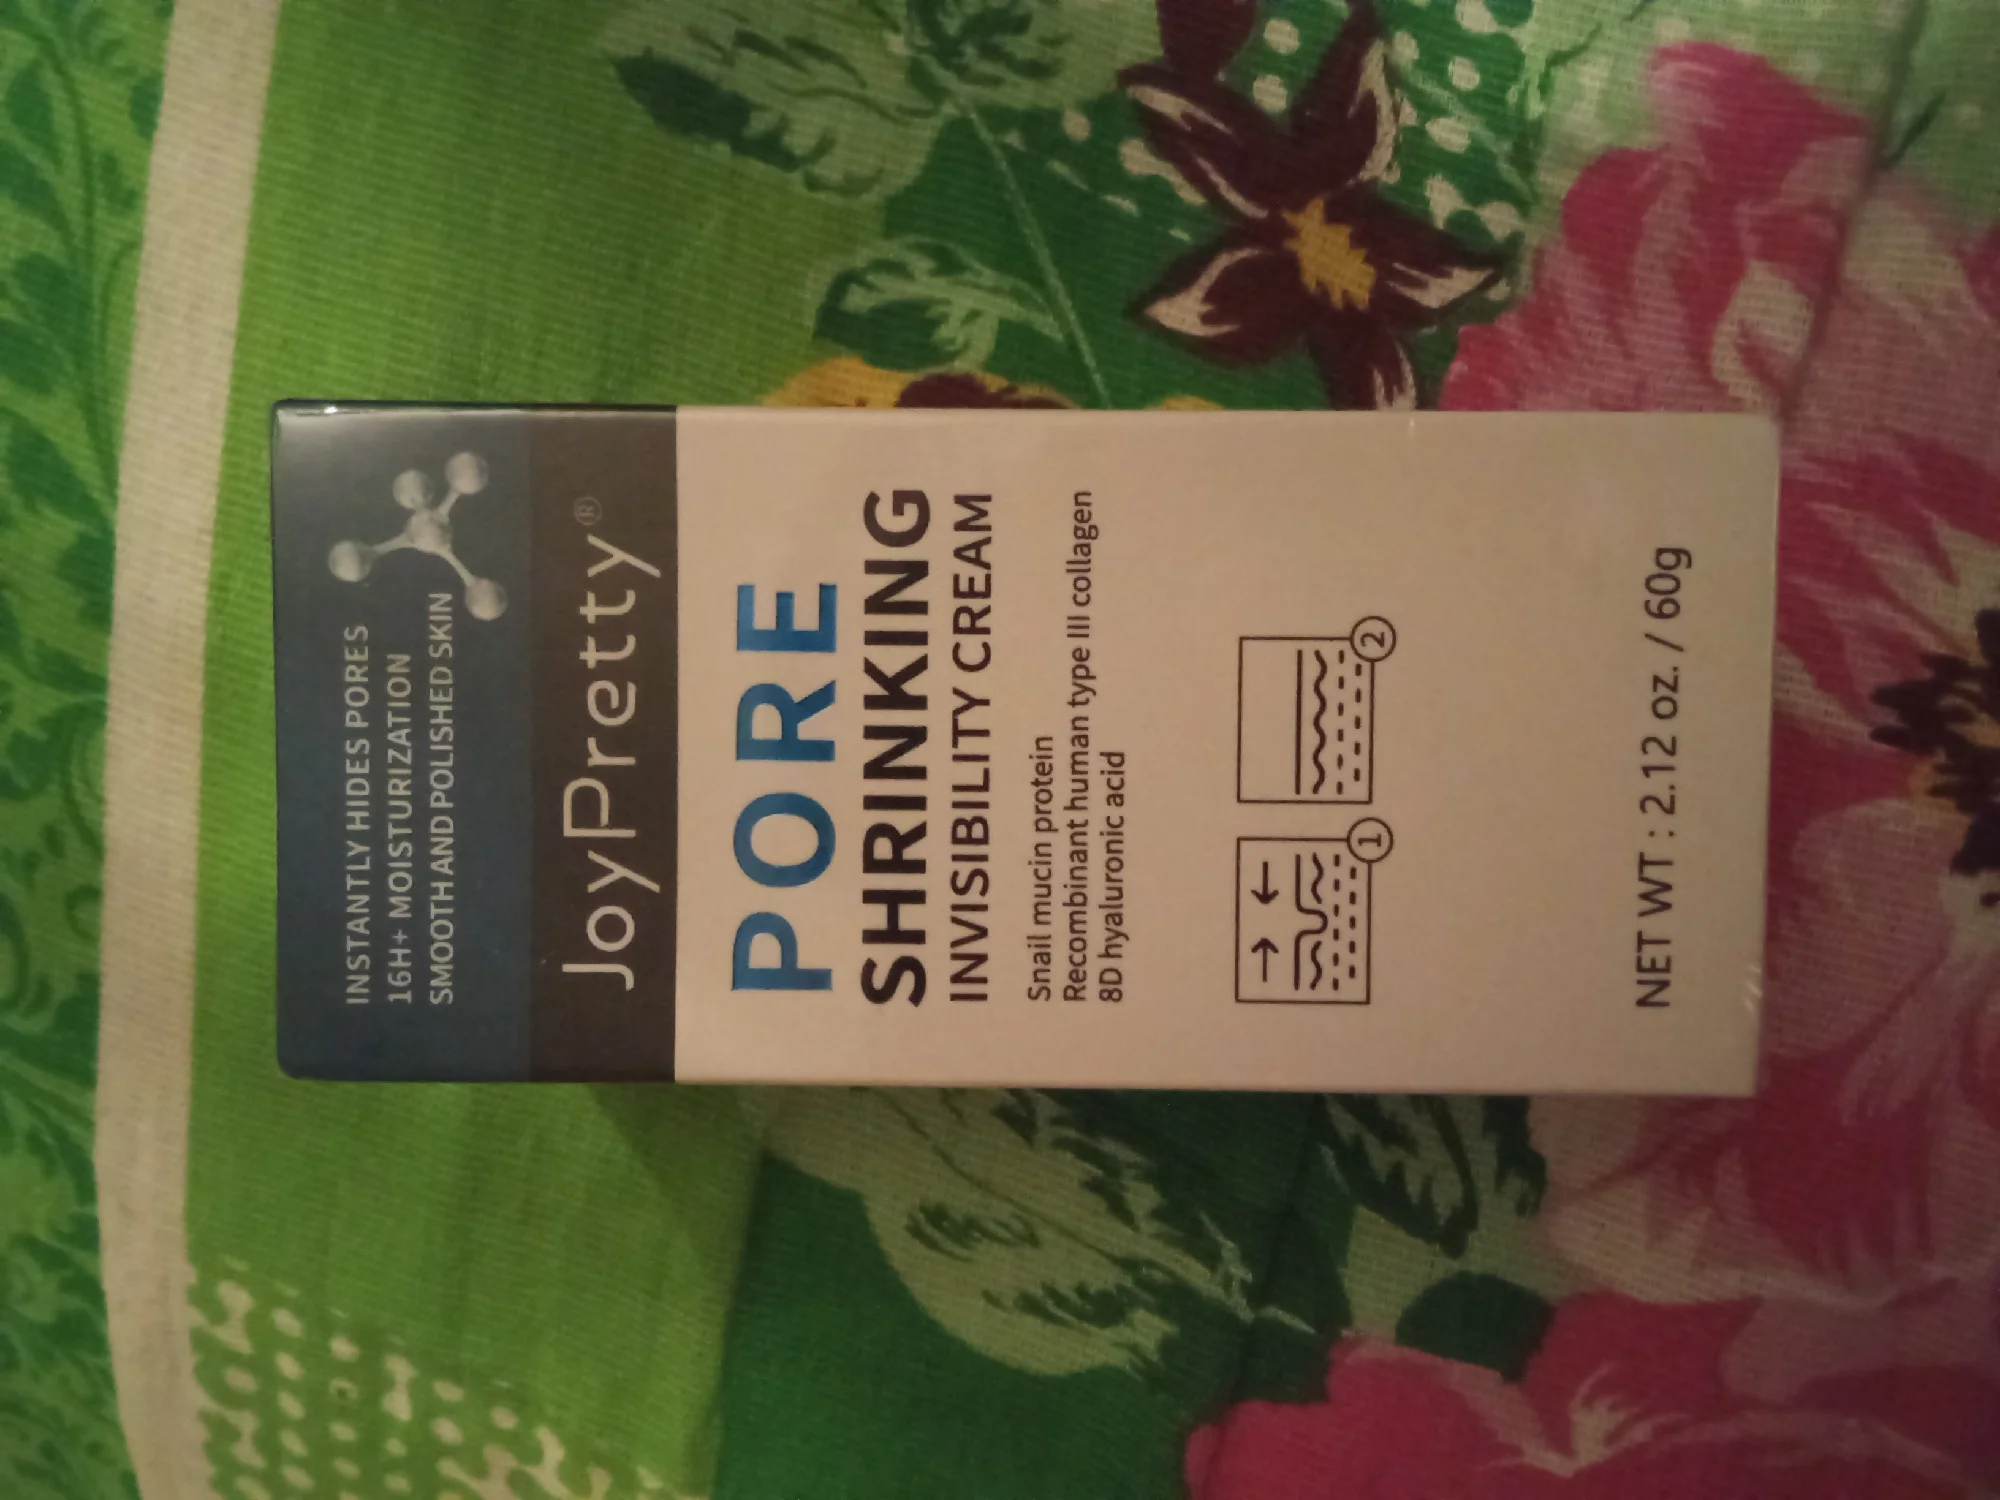 INSTANTLY HIDES PORES
16H+ MOISTURIZATION
SMOOTH AND POLISHED SKIN
JoyPretty®
PORE
SHRINKING
INVISIBILITY CREAM
Snail mucin protein
Recombinant human type III collagen
8D hyaluronic acid
1 2
NET WT : 2.12 oz. / 60g